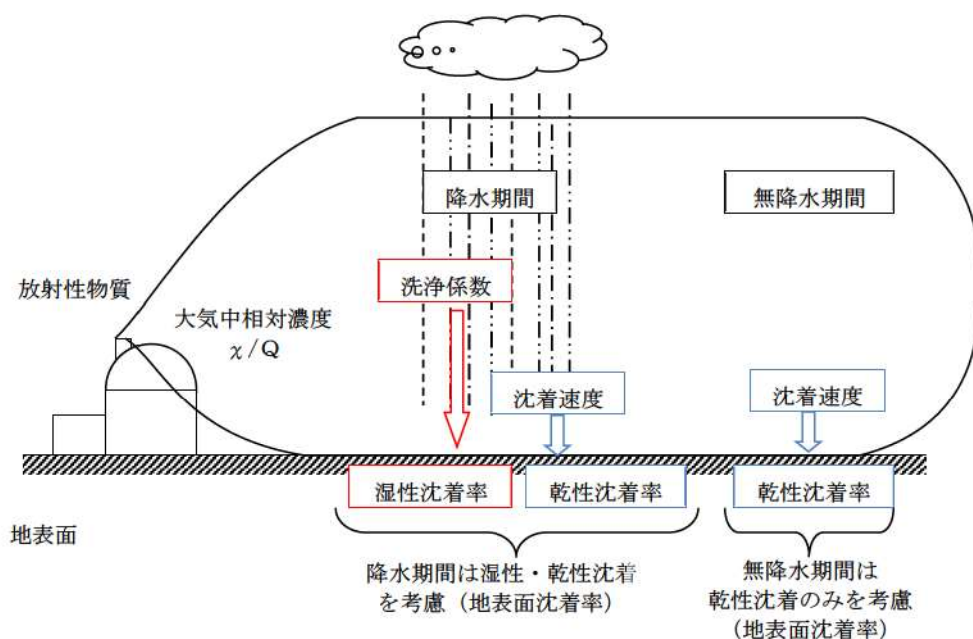 降水期間
無降水期間
洗浄係数
放射性物質
大気中相対濃度
χ/Q
沈着速度
沈着速度
湿性沈着率
乾性沈着率
乾性沈着率
地表面
降水期間は湿性・乾性沈着
を考慮（地表面沈着率）
無降水期間は
乾性沈着のみを考慮
（地表面沈着率）